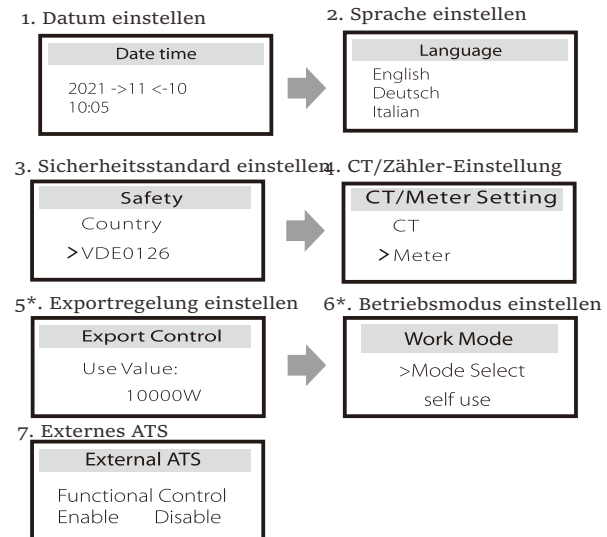 1. Datum einstellen
Date time
2021 ->11 <-10
10:05
2. Sprache einstellen
Language
English
Deutsch
Italian
3. Sicherheitsstandard einstellen
Safety
Country
>VDE0126
4. CT/Zähler-Einstellung
CT/Meter Setting
CT
>Meter
5*. Exportregelung einstellen
Export Control
Use Value:
10000W
6*. Betriebsmodus einstellen
Work Mode
>Mode Select
self use
7. Externes ATS
External ATS
Functional Control
Enable Disable